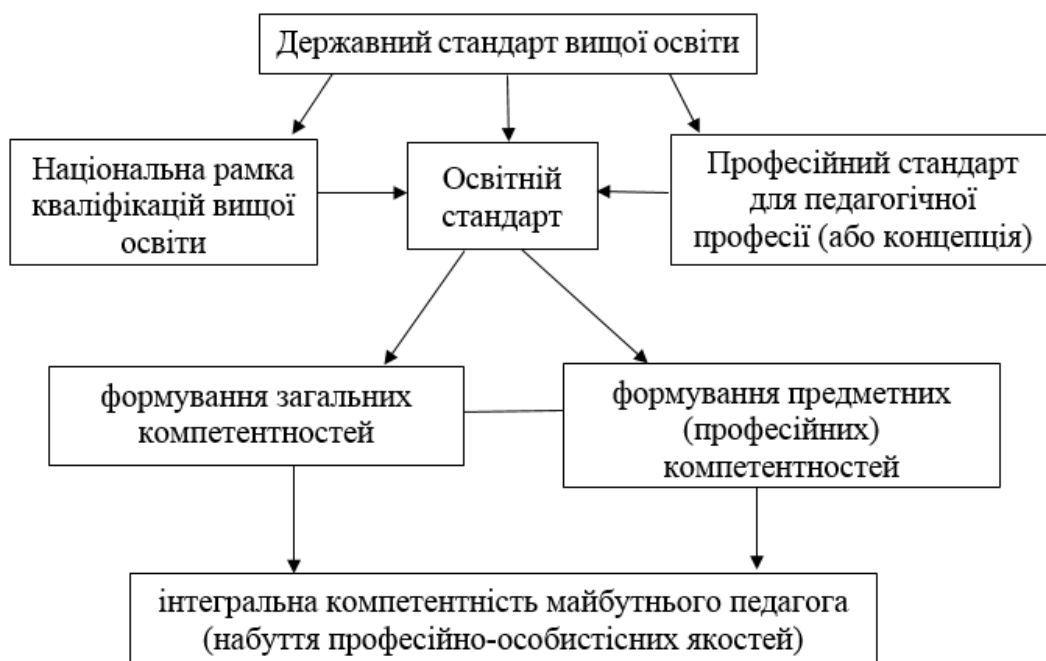 Державний стандарт вищої освіти
Національна рамка
кваліфікацій вищої
освіти
Освітній
стандарт
Професійний стандарт
для педагогічної
професії (або концепція)
формування загальних
компетентностей
формування предметних
(професійних)
компетентностей
інтегральна компетентність майбутнього педагога
(набуття професійно-особистісних якостей)